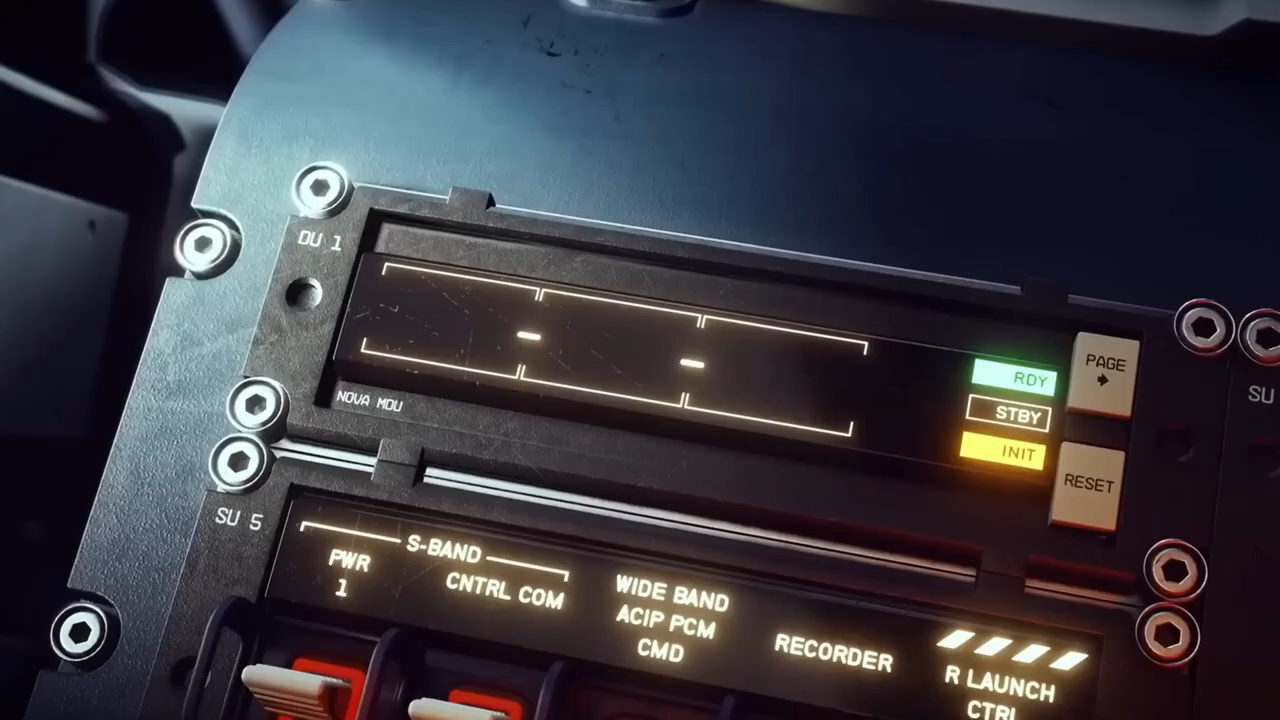 DU 1
RDY
PAGE
STBY
NOVA MDU
INIT
RESET
SU
SU 5
S-BAND
PWR
1
CNTRL COM
WIDE BAND
ACIP PCM
CMD
RECORDER
R LAUNCH
CTRL